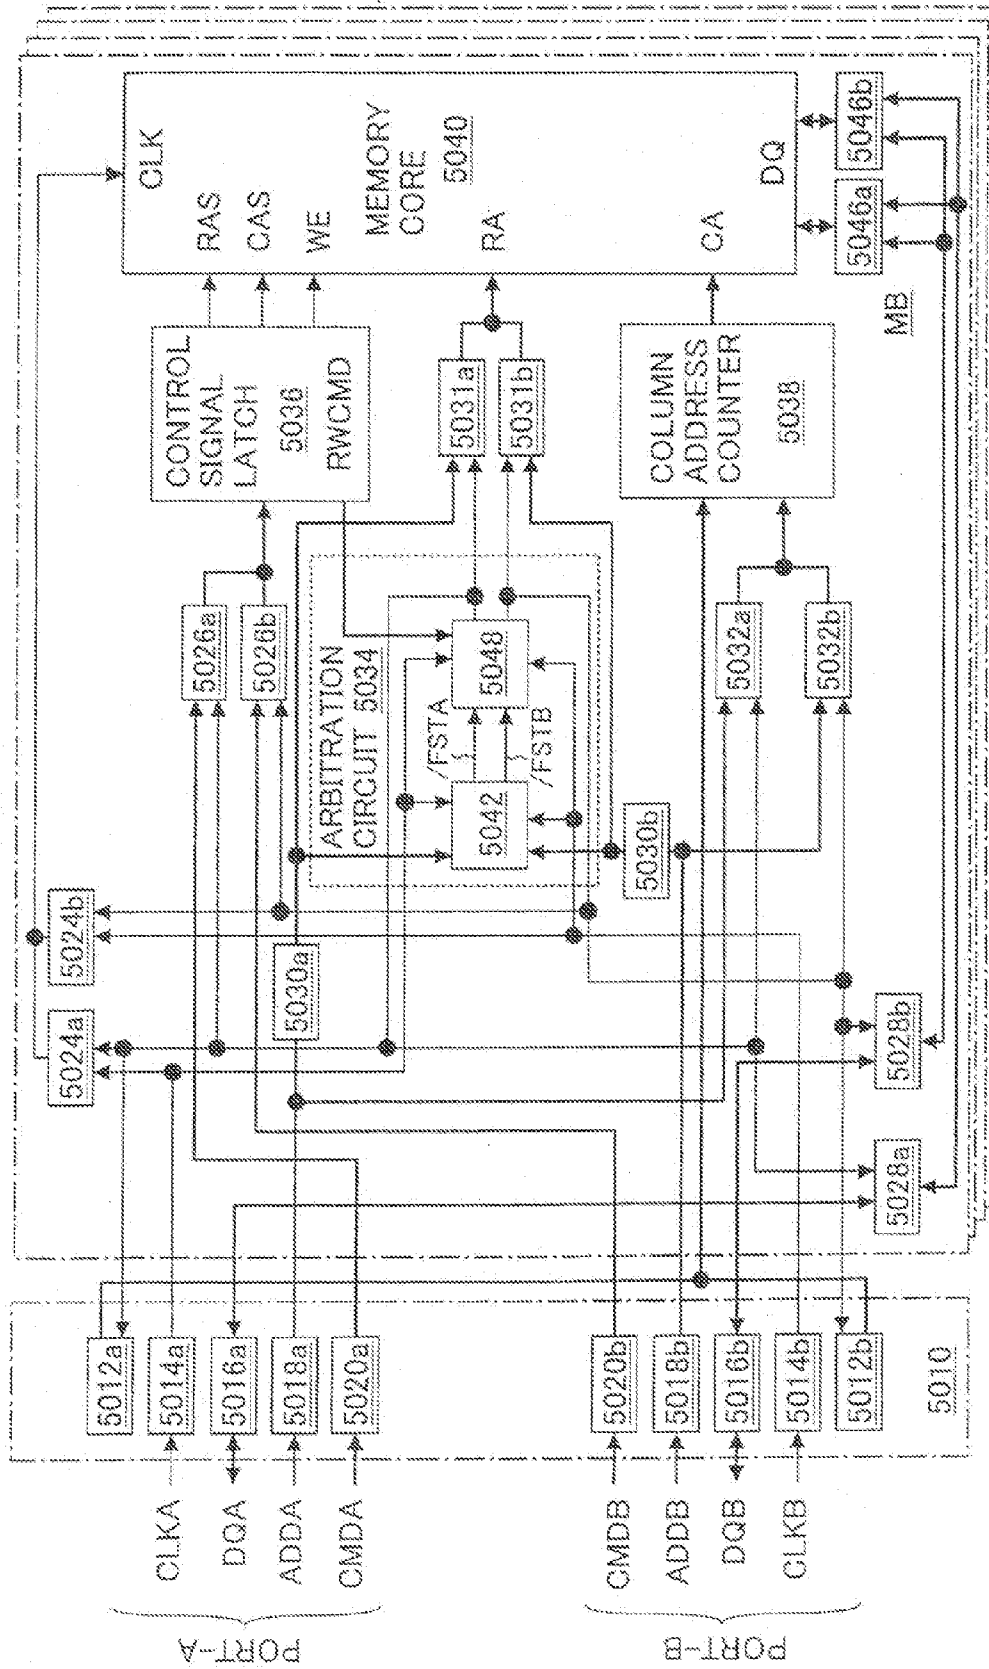 PORT-A
CLKA
DQA
ADDA
CMDA
PORT-B
CMDB
ADDB
DQB
CLKB
5012a
5014a
5016a
5018a
5020a
5020b
5018b
5016b
5014b
5012b
5010
5024a
5024b
5030a
5030b
5028a
5028b
5026a
5026b
ARBITRATION
CIRCUIT 5034
/FSTA
/FSTB
5042
5048
5032a
5032b
CONTROL
SIGNAL
LATCH
5036
RWCMD
5031a
5031b
COLUMN
ADDRESS
COUNTER
5038
CLK
RAS
CAS
WE
MEMORY
CORE
5040
RA
CA
DQ
5046a
5046b
MB